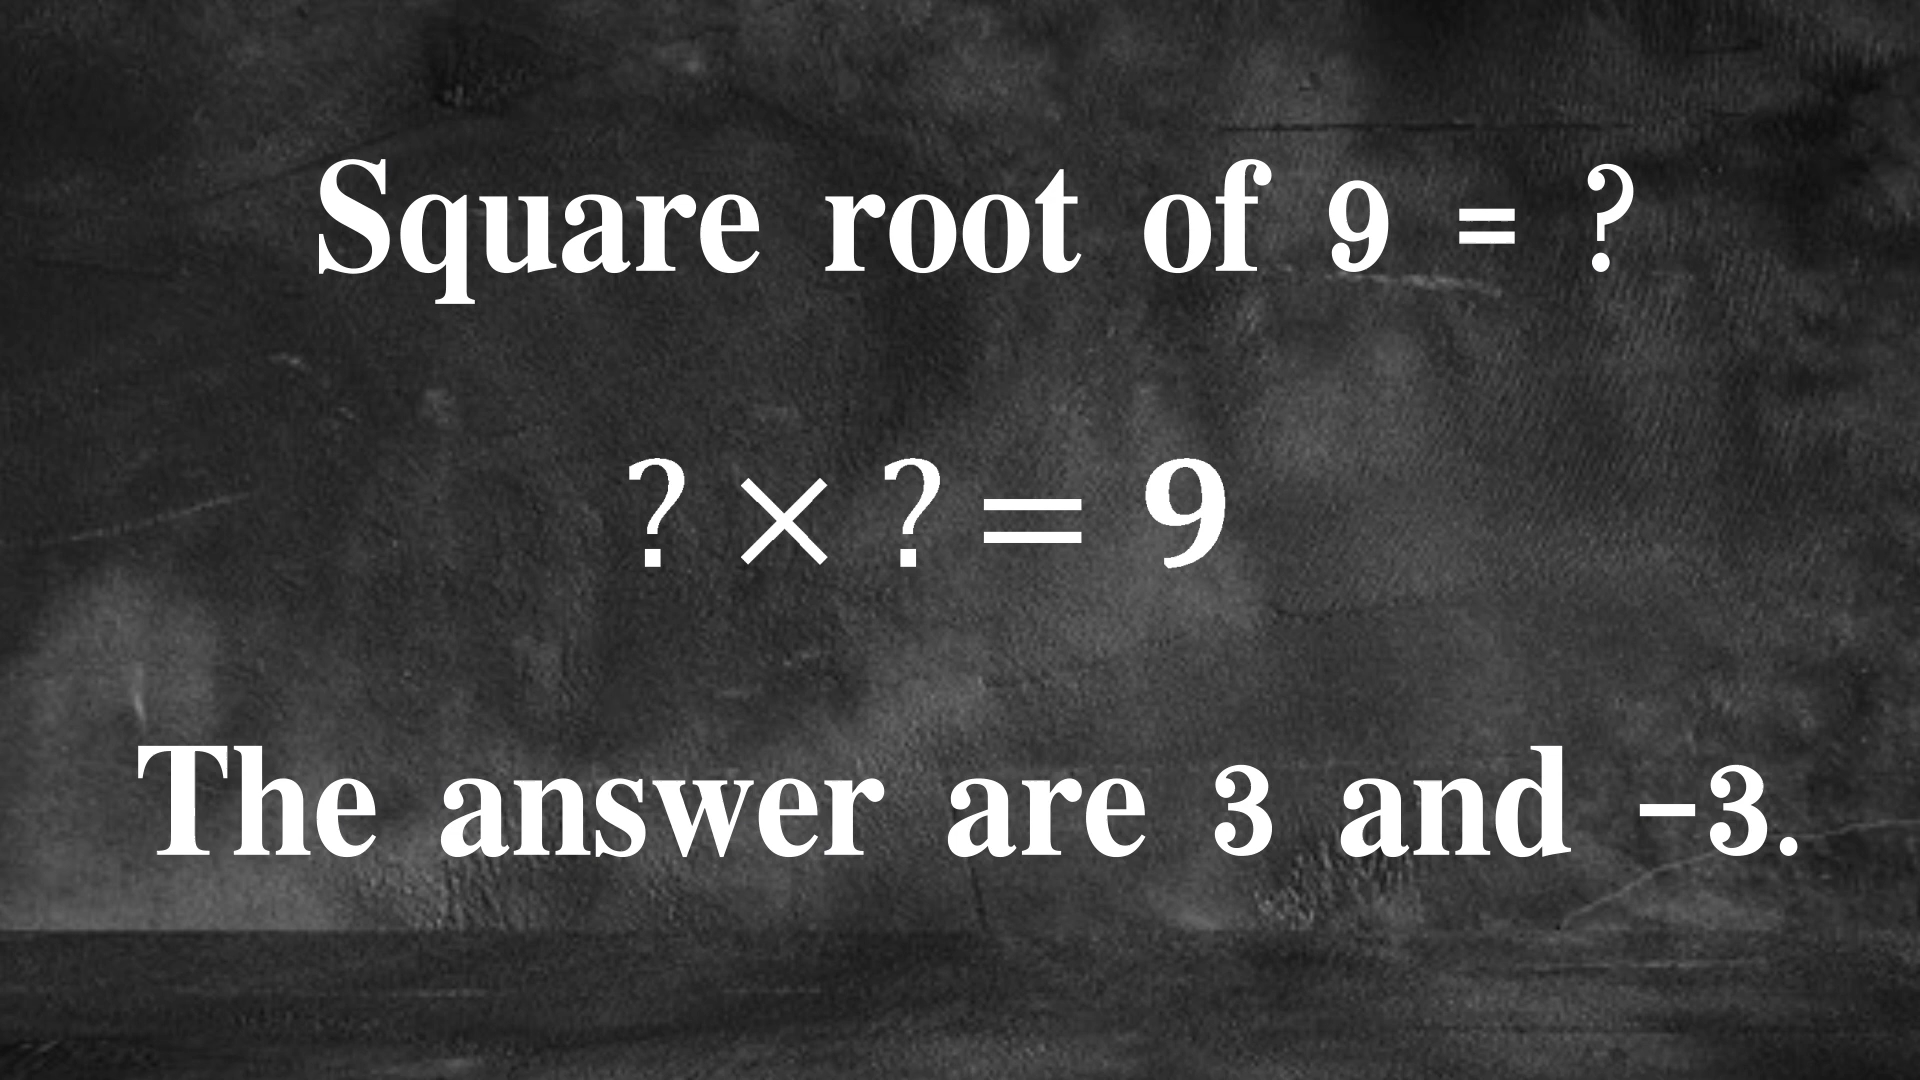 Square root of 9 = ?
? × ? = 9
The answer are 3 and -3.